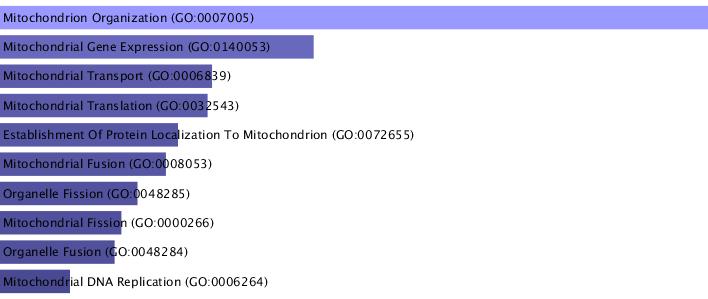 Mitochondrion Organization (GO:0007005)
Mitochondrial Gene Expression (GO:0140053)
Mitochondrial Transport (GO:0006839)
Mitochondrial Translation (GO:0032543)
Establishment Of Protein Localization To Mitochondrion (GO:0072655)
Mitochondrial Fusion (GO:0008053)
Organelle Fission (GO:0048285)
Mitochondrial Fission (GO:0000266)
Organelle Fusion (GO:0048284)
Mitochondrial DNA Replication (GO:0006264)